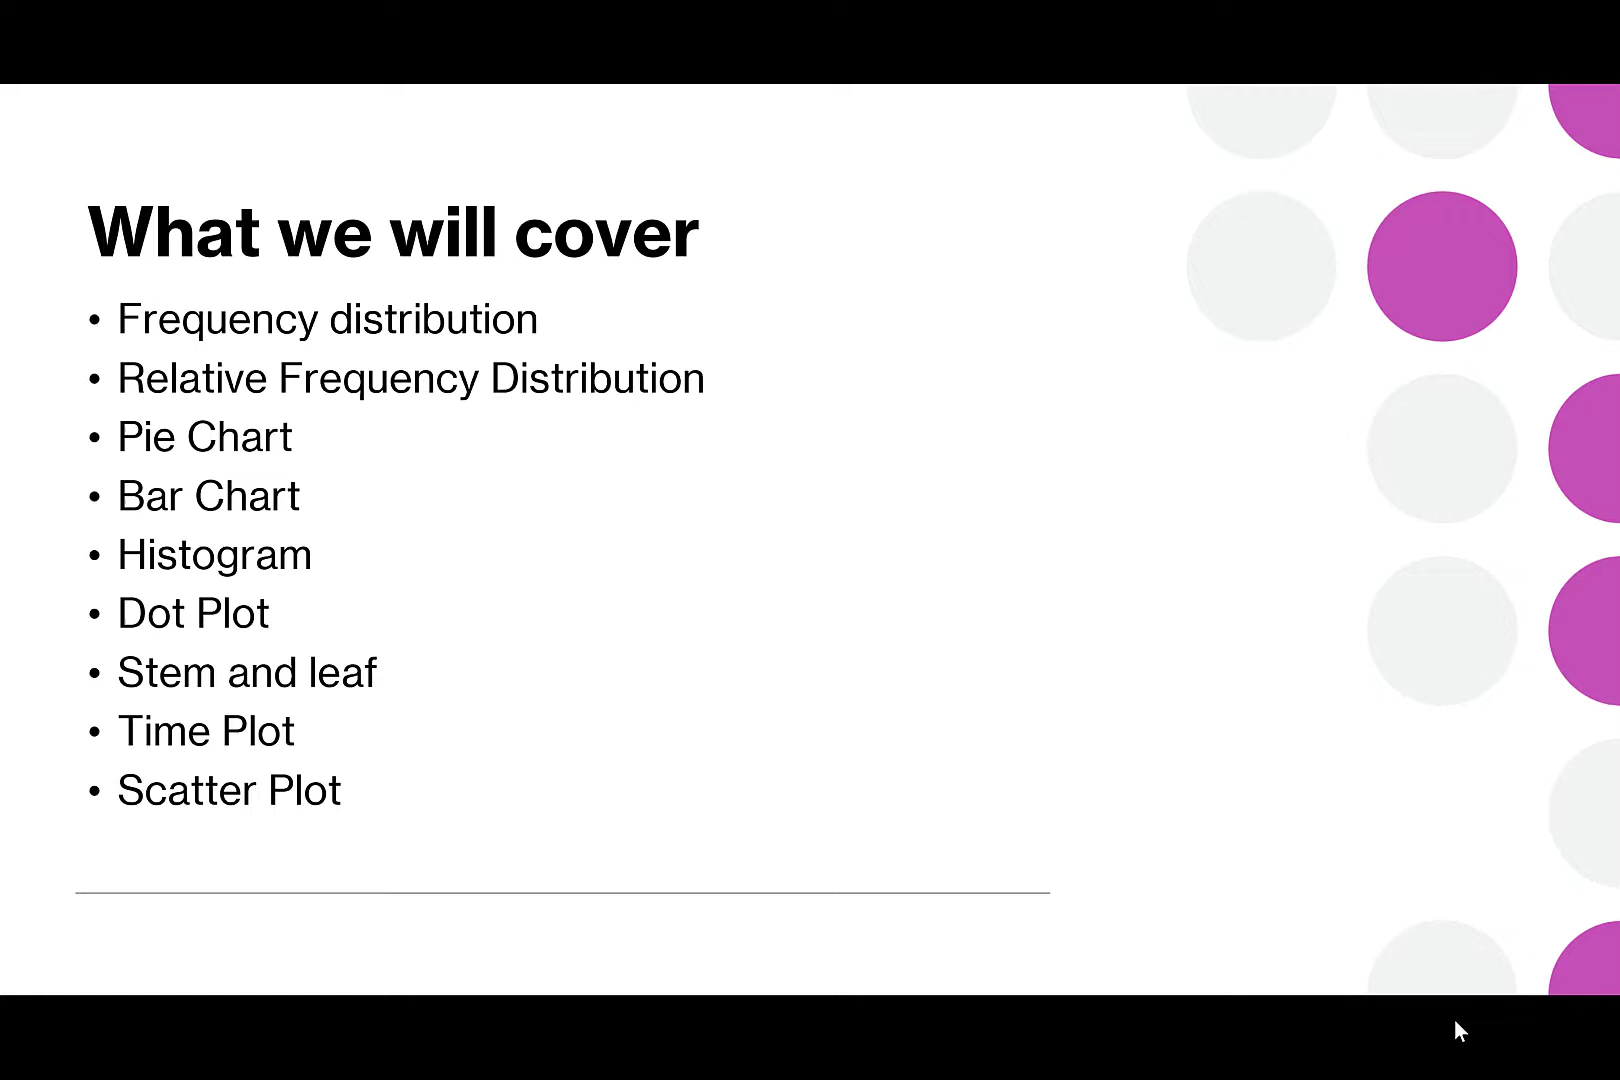 What we will cover
• Frequency distribution
• Relative Frequency Distribution
• Pie Chart
• Bar Chart
• Histogram
• Dot Plot
• Stem and leaf
• Time Plot
• Scatter Plot